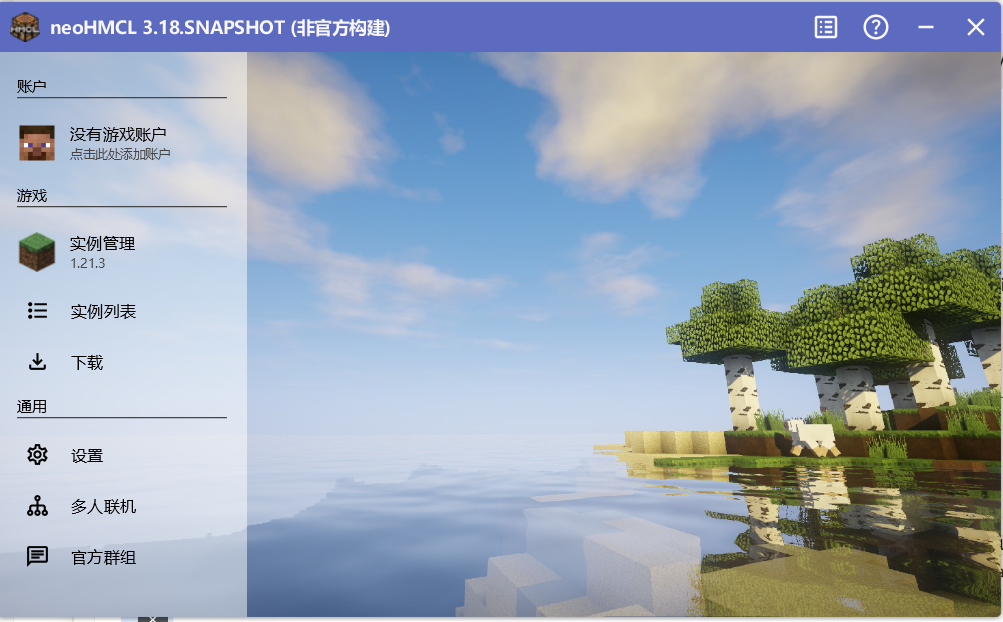 neoHMCL 3.18.SNAPSHOT (非官方构建)
账户
没有游戏账户
点击此处添加账户
游戏
实例管理
1.21.3
实例列表
下载
通用
设置
多人联机
官方群组